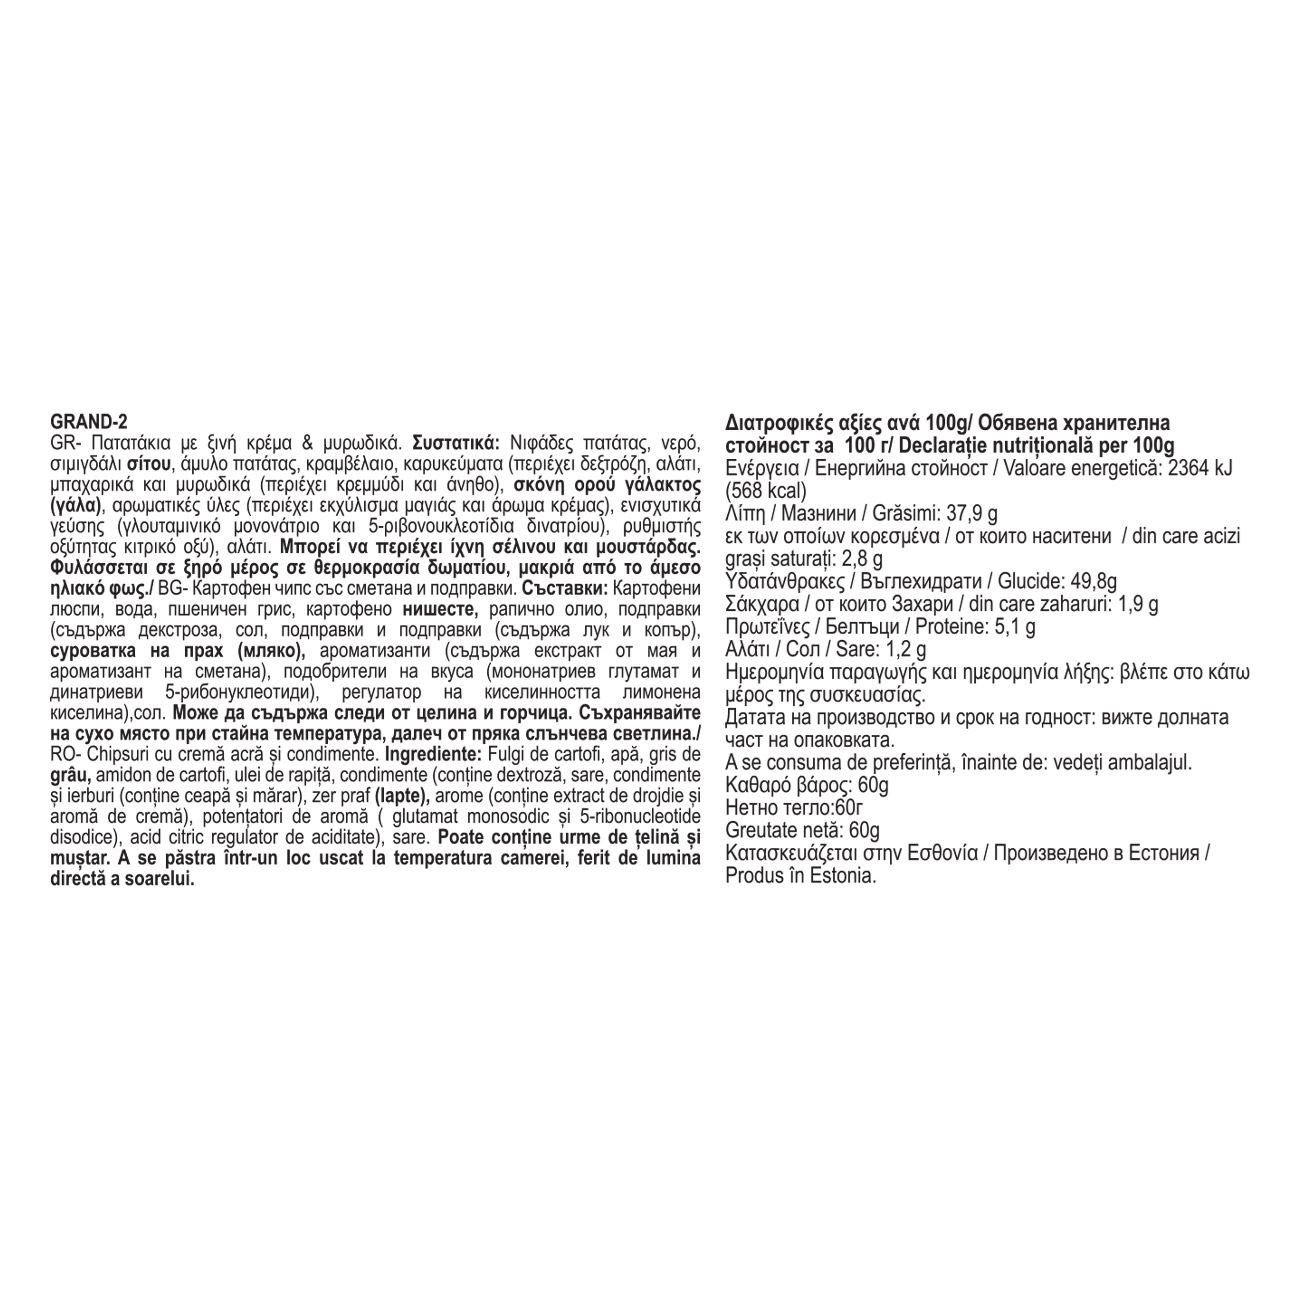 GRAND-2
GR- Πατατάκια με ξινή κρέμα & μυρωδικά. Συστατικά: Νιφάδες πατάτας, νερό,
σιμιγδάλι σίτου, άμυλο πατάτας, κραμβέλαιο, καρυκεύματα (περιέχει δεξτρόζη, αλάτι,
μπαχαρικά και μυρωδικά (περιέχει κρεμμύδι και άνηθο), σκόνη ορού γάλακτος
(γάλα), αρωματικές ύλες (περιέχει εκχύλισμα μαγιάς και άρωμα κρέμας), ενισχυτικά
γεύσης (γλουταμινικό μονονάτριο και 5-ριβονουκλεοτίδια δινατρίου), ρυθμιστής
οξύτητας κιτρικό οξύ), αλάτι. Μπορεί να περιέχει ίχνη σέλινου και μουστάρδας.
Φυλάσσεται σε ξηρό μέρος σε θερμοκρασία δωματίου, μακριά από το άμεσο
ηλιακό φως./ BG- Картофен чипс със сметана и подправки. Съставки: Картофени
люспи, вода, пшеничен грис, картофено нишесте, рапично олио, подправки
(съдържа декстроза, сол, подправки и подправки (съдържа лук и копър),
суроватка на прах (мляко), ароматизанти (съдържа екстракт от мая и
ароматизант на сметана), подобрители на вкуса (мононатриев глутамат и
динатриеви 5-рибонуклеотиди), регулатор на киселинността лимонена
киселина),сол. Може да съдържа следи от целина и горчица. Съхранявайте
на сухо място при стайна температура, далеч от пряка слънчева светлина./
RO- Chipsuri cu cremă acră și condimente. Ingrediente: Fulgi de cartofi, apă, gris de
grâu, amidon de cartofi, ulei de rapiță, condimente (conține dextroză, sare, condimente
și ierburi (conține ceapă și mărar), zer praf (lapte), arome (conține extract de drojdie și
aromă de cremă), potențatori de aromă ( glutamat monosodic și 5-ribonucleotide
disodice), acid citric regulator de aciditate), sare. Poate conține urme de țelină și
muștar. A se păstra într-un loc uscat la temperatura camerei, ferit de lumina
directă a soarelui.
Διατροφικές αξίες ανά 100g/ Обявена хранителна
стойност за 100 г/ Declarație nutrițională per 100g
Ενέργεια / Енергийна стойност / Valoare energetică: 2364 kJ
(568 kcal)
Λίπη / Мазнини / Grăsimi: 37,9 g
εκ των οποίων κορεσμένα / от които наситени / din care acizi
grași saturați: 2,8 g
Υδατάνθρακες / Въглехидрати / Glucide: 49,8g
Σάκχαρα / от които Захари / din care zaharuri: 1,9 g
Πρωτεΐνες / Белтъци / Proteine: 5,1 g
Αλάτι / Сол / Sare: 1,2 g
Ημερομηνία παραγωγής και ημερομηνία λήξης: βλέπε στο κάτω
μέρος της συσκευασίας.
Датата на производство и срок на годност: вижте долната
част на опаковката.
A se consuma de preferință, înainte de: vedeți ambalajul.
Καθαρό βάρος: 60g
Нетно тегло:60г
Greutate netă: 60g
Κατασκευάζεται στην Εσθονία / Произведено в Естония /
Produs în Estonia.